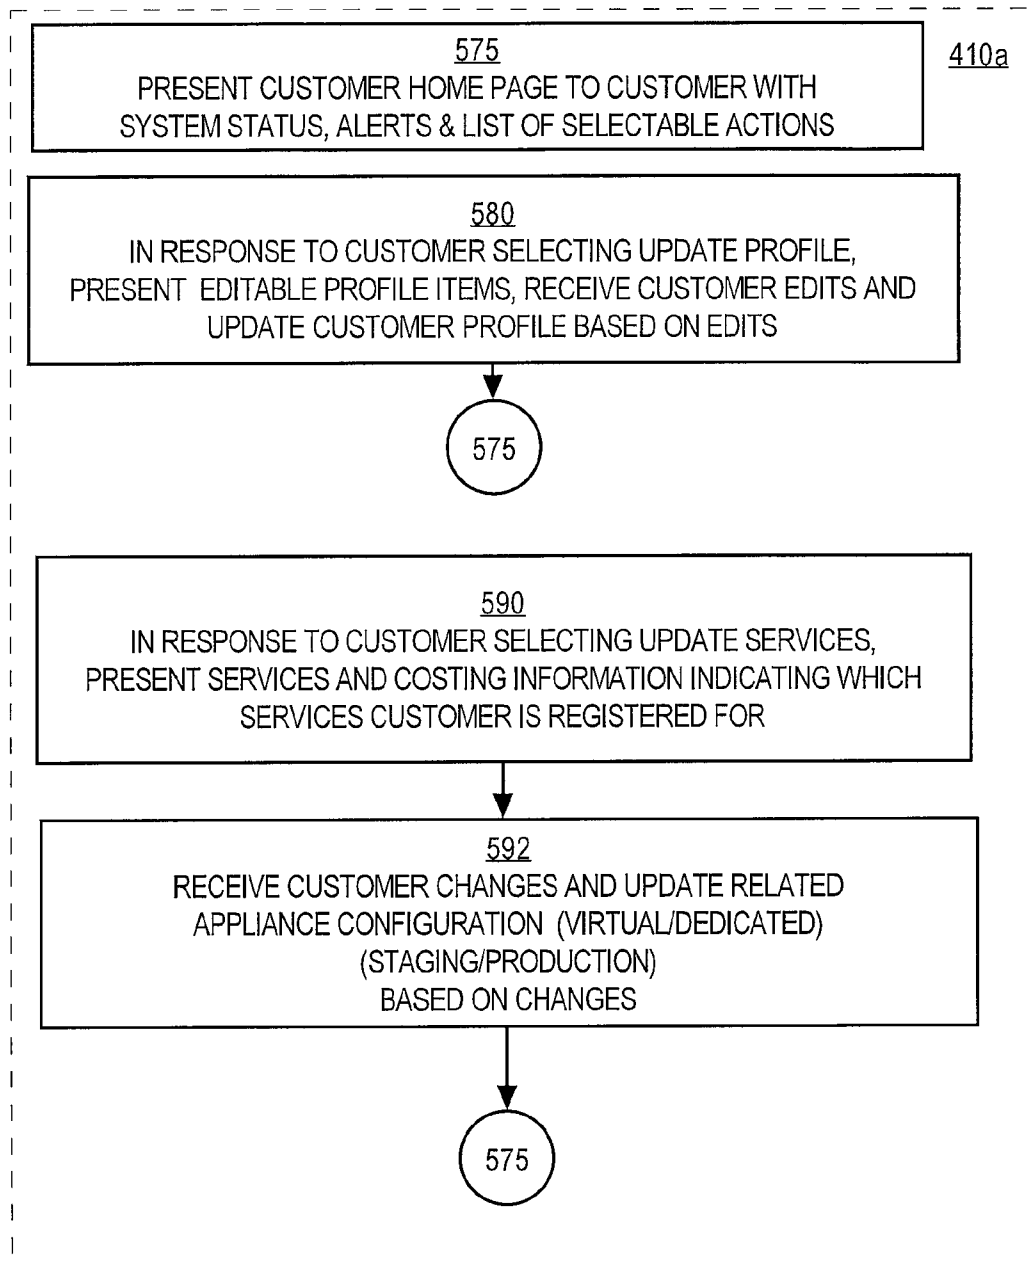 575
410a
PRESENT CUSTOMER HOME PAGE TO CUSTOMER WITH
SYSTEM STATUS, ALERTS & LIST OF SELECTABLE ACTIONS
580
IN RESPONSE TO CUSTOMER SELECTING UPDATE PROFILE,
PRESENT EDITABLE PROFILE ITEMS, RECEIVE CUSTOMER EDITS AND
UPDATE CUSTOMER PROFILE BASED ON EDITS
575
590
IN RESPONSE TO CUSTOMER SELECTING UPDATE SERVICES,
PRESENT SERVICES AND COSTING INFORMATION INDICATING WHICH
SERVICES CUSTOMER IS REGISTERED FOR
592
RECEIVE CUSTOMER CHANGES AND UPDATE RELATED
APPLIANCE CONFIGURATION (VIRTUAL/DEDICATED)
(STAGING/PRODUCTION)
BASED ON CHANGES
575